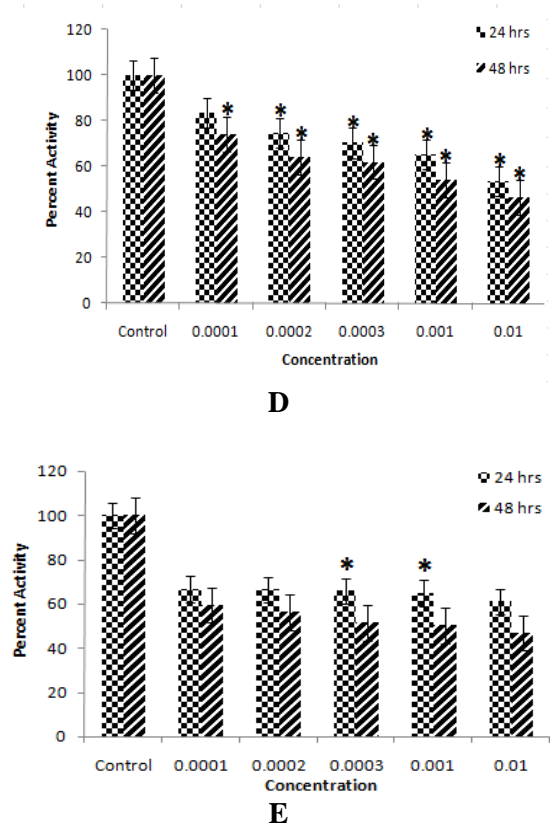 120
100
80
60
40
20
0
Percent Activity
24 hrs
48 hrs
* * * * * * * * *
Control 0.0001 0.0002 0.0003 0.001 0.01
Concentration
D
120
100
80
60
40
20
0
Percent Activity
24 hrs
48 hrs
* *
Control 0.0001 0.0002 0.0003 0.001 0.01
Concentration
E